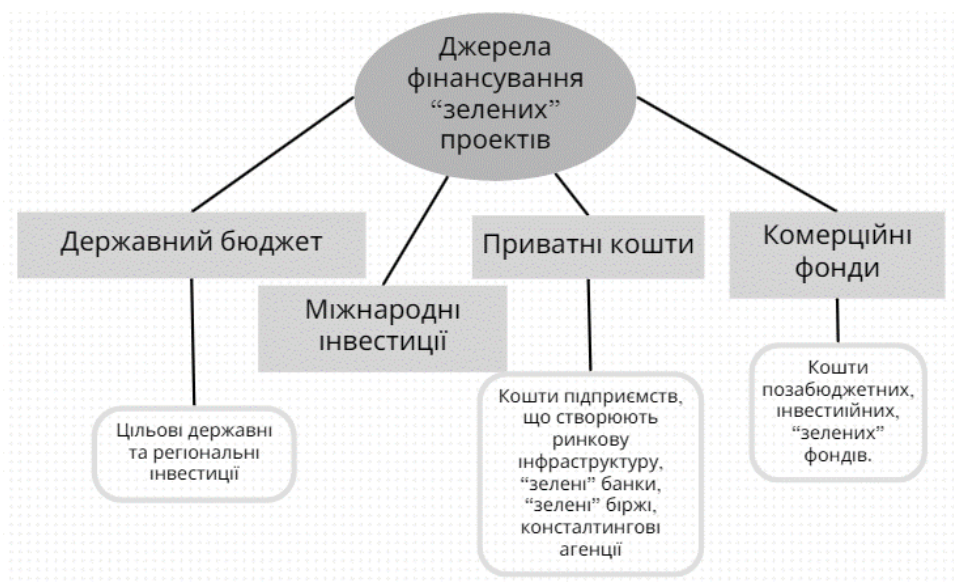 Джерела
фінансування
“зелених”
проектів
Державний бюджет
Міжнародні
інвестиції
Приватні кошти
Комерційні
фонди
Цільові державні
та регіональні
інвестиції
Кошти підприємств,
що створюють
ринкову
інфраструктуру,
“зелені” банки,
“зелені” біржі,
консталтингові
агенції
Кошти
позабюджетних,
інвестиійних,
“зелених”
фондів.